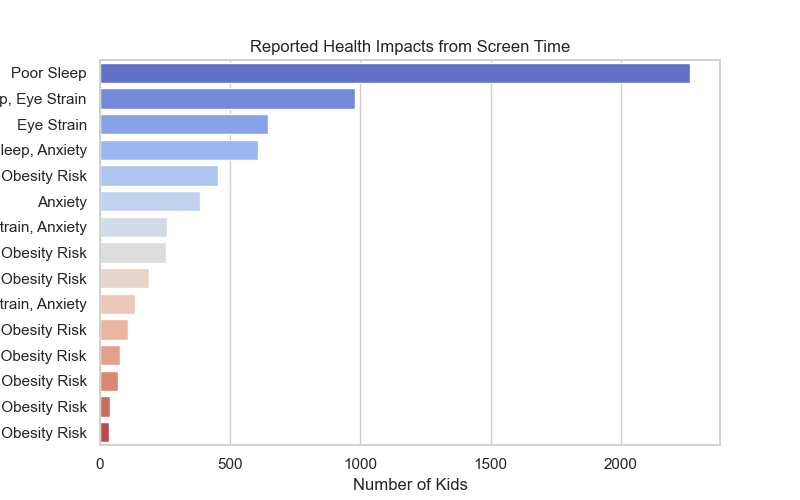 Reported Health Impacts from Screen Time
Poor Sleep
p, Eye Strain
Eye Strain
leep, Anxiety
Obesity Risk
Anxiety
train, Anxiety
Obesity Risk
Obesity Risk
train, Anxiety
Obesity Risk
Obesity Risk
Obesity Risk
Obesity Risk
Obesity Risk
0 500 1000 1500 2000
Number of Kids